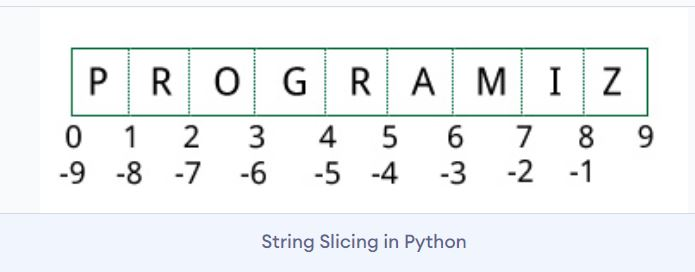 P R O G R A M I Z
0 1 2 3 4 5 6 7 8 9
-9 -8 -7 -6 -5 -4 -3 -2 -1
String Slicing in Python